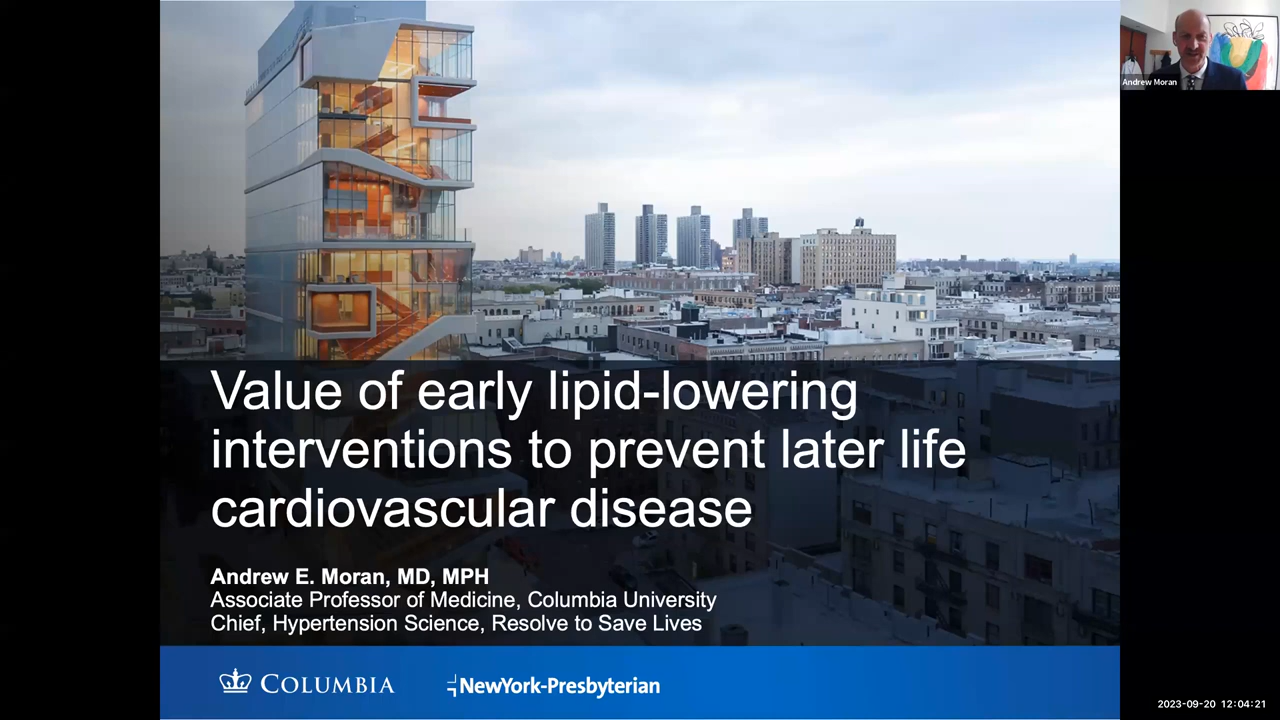 Andrew Moran
Value of early lipid-lowering
interventions to prevent later life
cardiovascular disease
Andrew E. Moran, MD, MPH
Associate Professor of Medicine, Columbia University
Chief, Hypertension Science, Resolve to Save Lives
COLUMBIA
NewYork-Presbyterian
2023-09-20 12:04:21